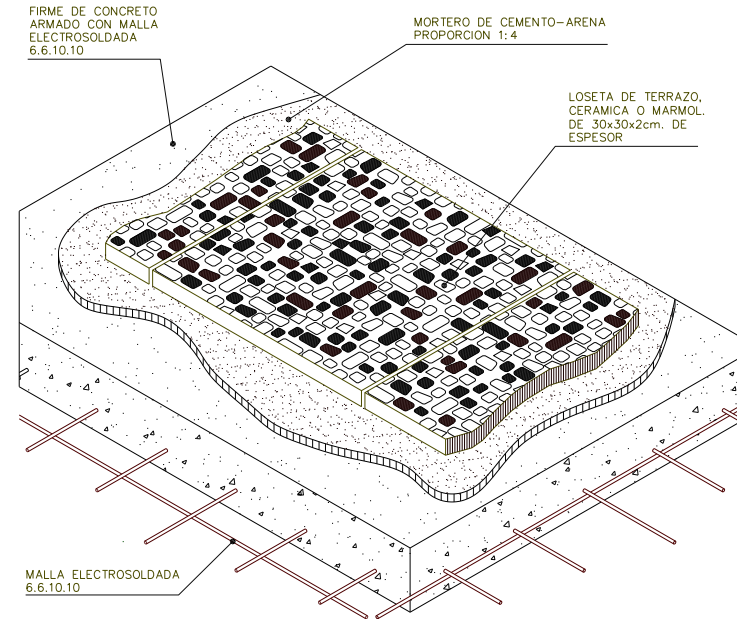 FIRME DE CONCRETO
ARMADO CON MALLA
ELECTROSOLDADA
6.6.10.10
MORTERO DE CEMENTO-ARENA
PROPORCION 1:4
LOSETA DE TERRAZO,
CERAMICA O MARMOL.
DE 30x30x2cm. DE
ESPESOR
MALLA ELECTROSOLDADA
6.6.10.10